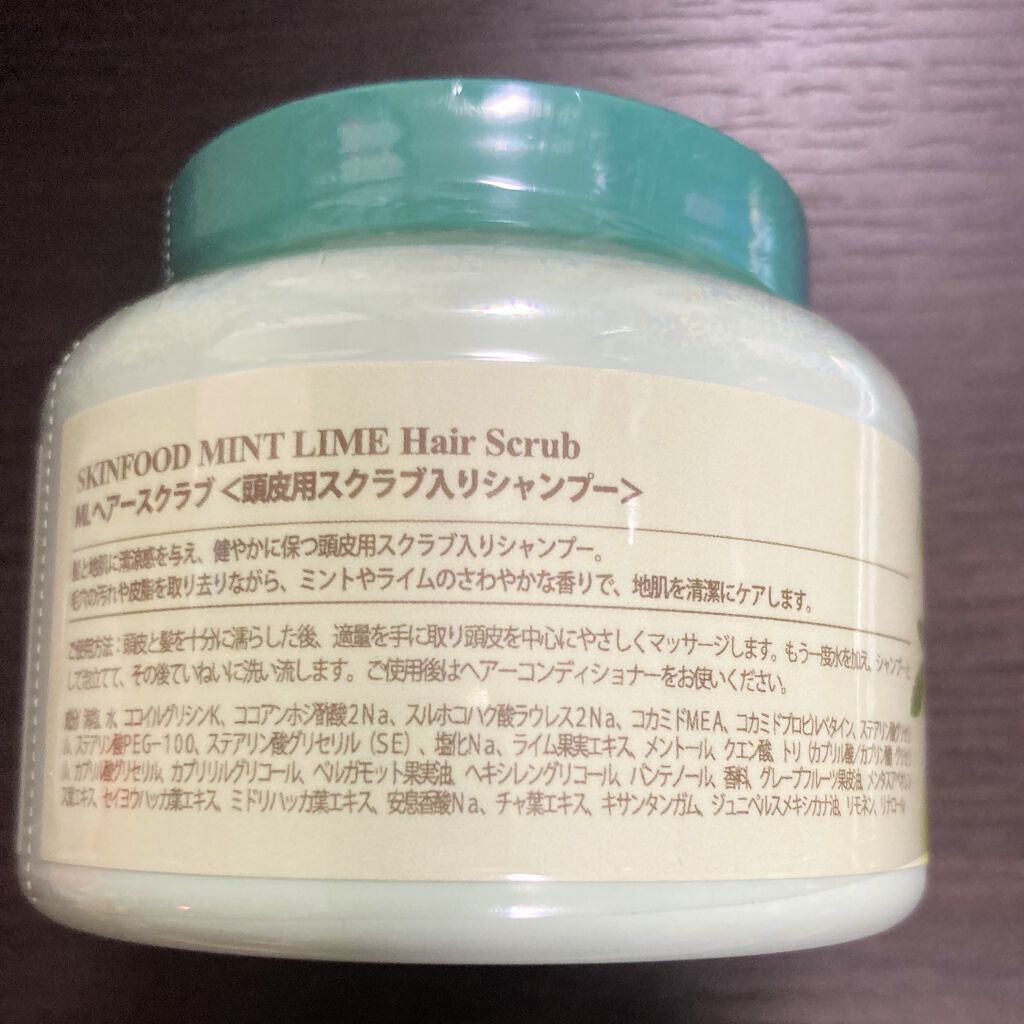 SKINFOOD MINT LIME Hair Scrub
MLヘアースクラブ <頭皮用スクラブ入りシャンプー>
髪と地肌に清涼感を与え、健やかに保つ頭皮用スクラブ入りシャンプー。
毛穴の汚れや皮脂を取り去りながら、ミントやライムのさわやかな香りで、地肌を清潔にケアします。
ご使用方法：頭皮と髪を十分に濡らした後、適量を手に取り頭皮を中心にやさしくマッサージします。もう一度水を加え、シャンプーと
して泡立てて、その後ていねいに洗い流します。ご使用後はヘアーコンディショナーをお使いください。
水、ココイルグリシンK、ココアンホ酢酸2Na、スルホコハク酸ラウレス2Na、コカミドMEA、コカミドプロピルベタイン、ステアリン酸
ステアリン酸PEG-100、ステアリン酸グリセリル（SE）、塩化Na、ライム果実エキス、メントール、クエン酸、トリ（カプリル酸/カプリン酸）グリセリ
ル、カプリル酸グリセリル、カプリリルグリコール、ベルガモット果実油、ヘキシレングリコール、パンテノール、香料、グレープフルーツ果皮油
セイヨウハッカ葉エキス、ミドリハッカ葉エキス、安息香酸Na、チャ葉エキス、キサンタンガム、ジュニペルスメキシカナ油、リモネン、リナロール